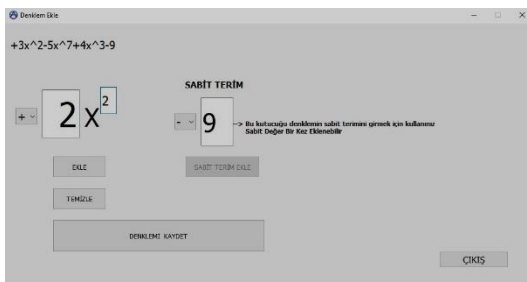 Denklem Ekle
+3x^2-5x^7+4x^3-9
SABİT TERİM
+ 2 X 2
- 9 --> Bu kutucuğu denklemin sabit terimini girmek için kullanınız
Sabit Değer Bir Kez Eklenebilir
EKLE
SABİT TERİM EKLE
TEMİZLE
DENKLEMİ KAYDET
ÇIKIŞ